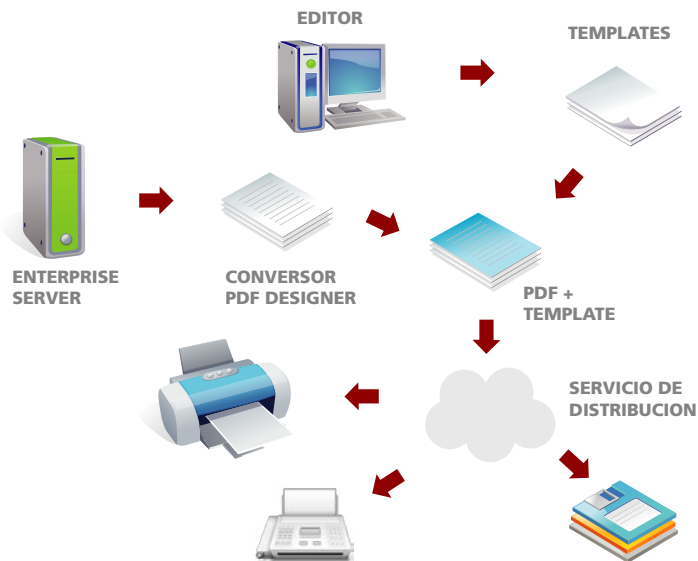 EDITOR
TEMPLATES
ENTERPRISE
SERVER
CONVERSOR
PDF DESIGNER
PDF +
TEMPLATE
SERVICIO DE
DISTRIBUCION